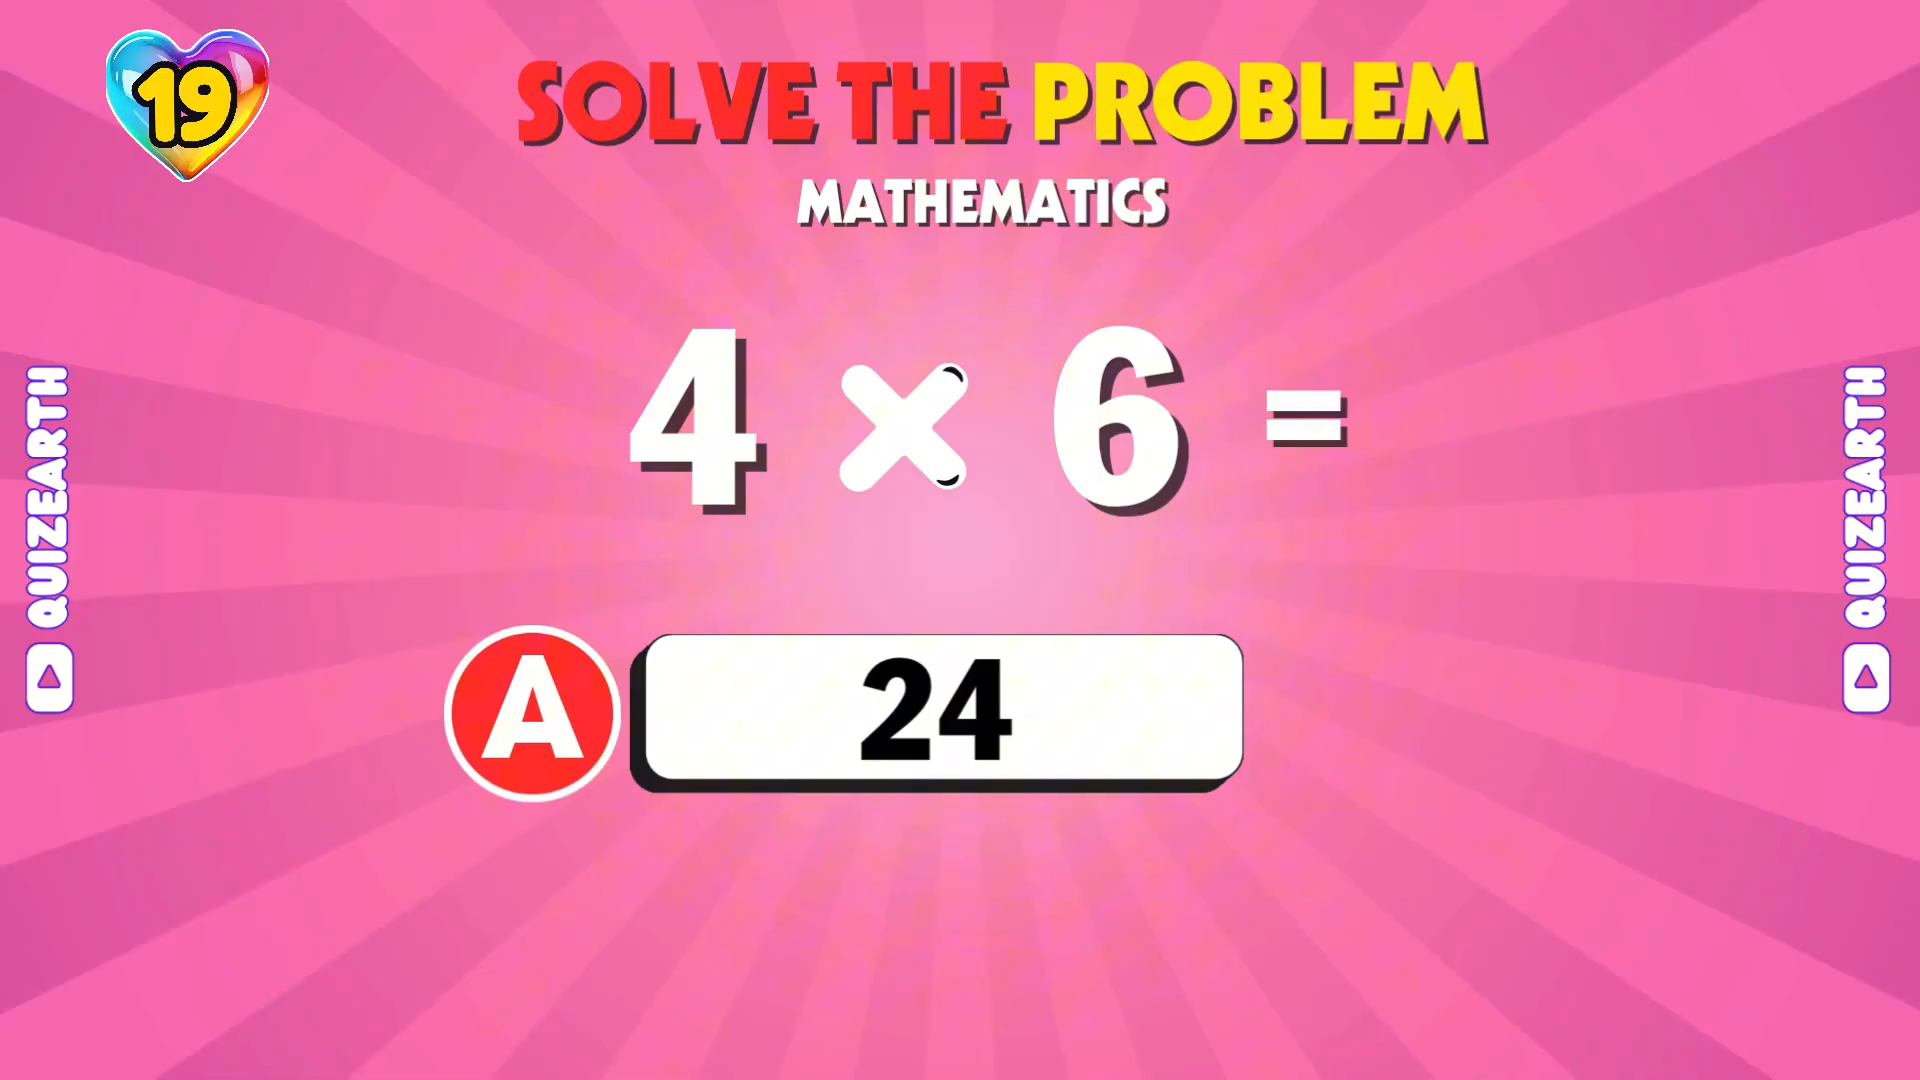 19
SOLVE THE PROBLEM
MATHEMATICS
4 × 6 =
A 24
QUIZEARTH
QUIZEARTH